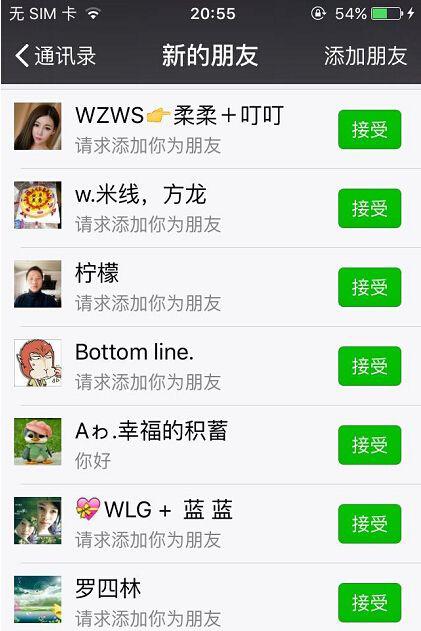 无 SIM 卡 20:55 54%
通讯录 新的朋友 添加朋友
WZWS👉柔柔＋叮叮
请求添加你为朋友
接受
w.米线，方龙
请求添加你为朋友
接受
柠檬
请求添加你为朋友
接受
Bottom line.
请求添加你为朋友
接受
Aゎ.幸福的积蓄
你好
接受
💝WLG + 蓝 蓝
请求添加你为朋友
接受
罗四林
请求添加你为朋友
接受